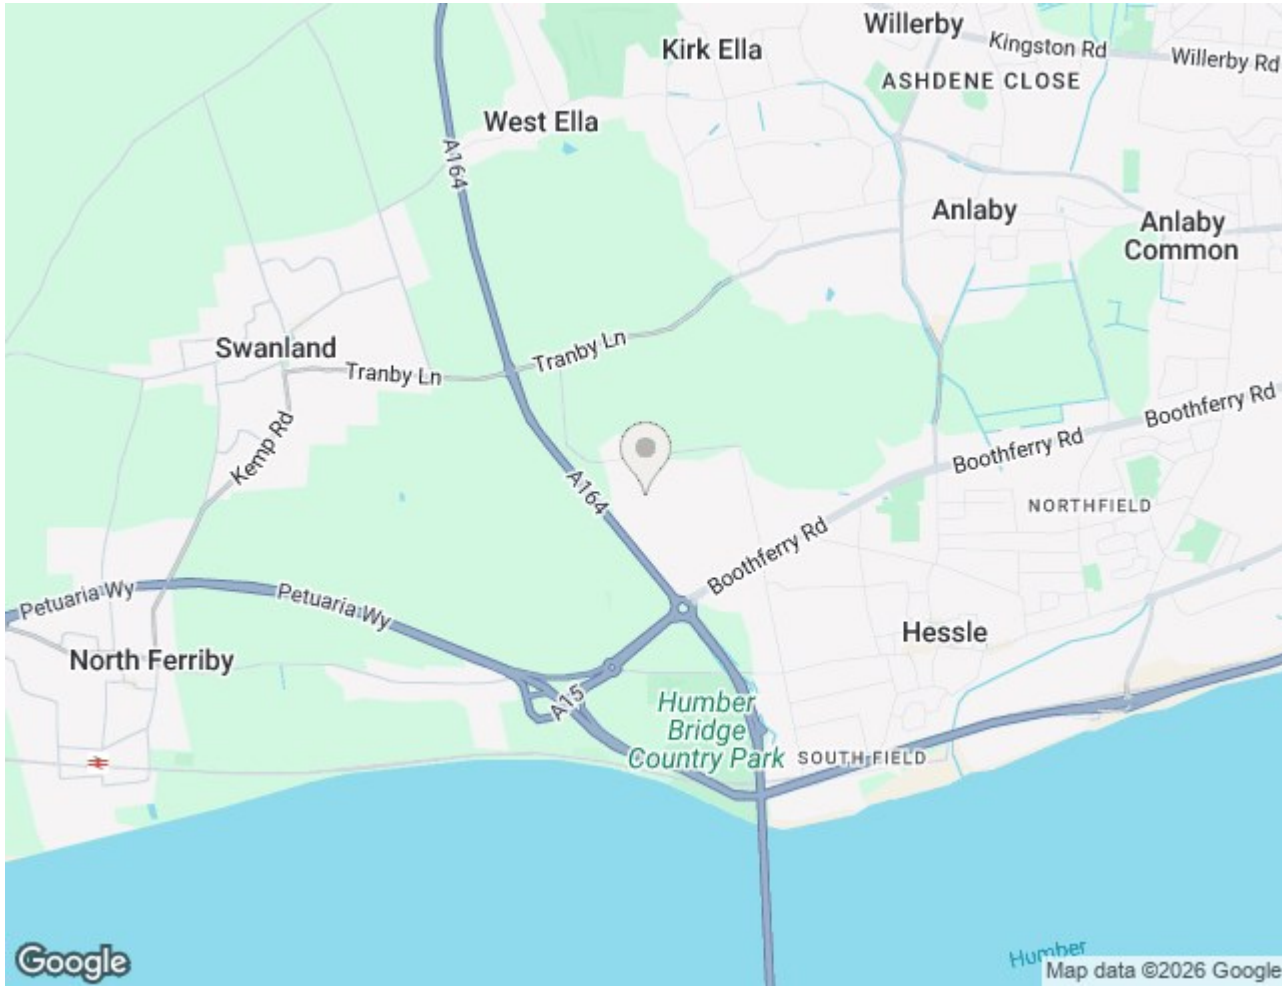 Willerby
Kirk Ella
Kingston Rd
Willerby Rd
ASHDENE CLOSE
West Ella
A164
Anlaby
Anlaby
Common
Swanland
Tranby Ln
Tranby Ln
Kemp Rd
Boothferry Rd
Boothferry Rd
A164
NORTHFIELD
Boothferry Rd
Petuaria Wy
Petuaria Wy
Hessle
North Ferriby
A15
Humber
Bridge
Country Park
SOUTH FIELD
Humber
Google
Map data ©2026 Google